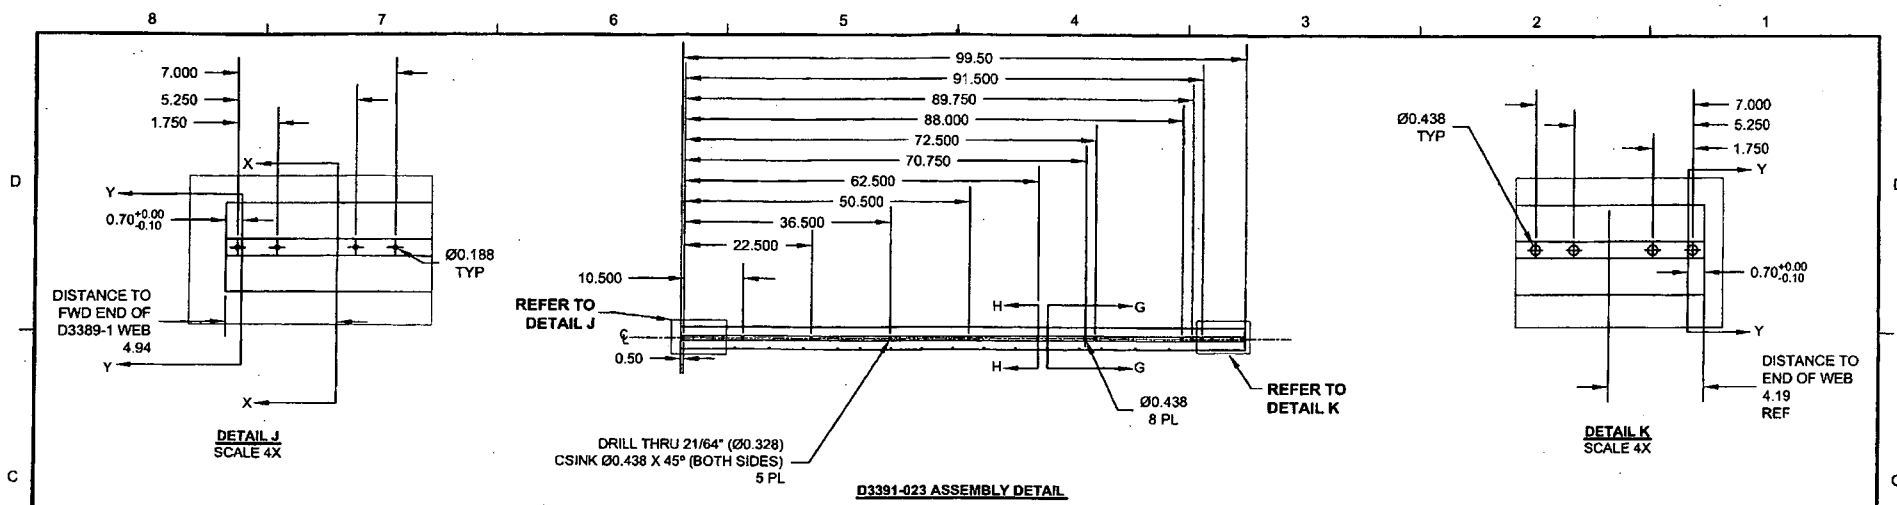 8 7 6 5 4 3 2 1
D
C
7.000
5.250
1.750
X
Y
0.70 +0.00 -0.10
Ø0.188
TYP
DISTANCE TO
FWD END OF
D3389-1 WEB
4.94
Y
X
DETAIL J
SCALE 4X
99.50
91.500
89.750
88.000
72.500
70.750
62.500
50.500
36.500
22.500
10.500
REFER TO
DETAIL J
℄
0.50
H
G
H
G
REFER TO
DETAIL K
Ø0.438
8 PL
DRILL THRU 21/64" (Ø0.328)
CSINK Ø0.438 X 45° (BOTH SIDES)
5 PL
D3391-023 ASSEMBLY DETAIL
Ø0.438
TYP
7.000
5.250
1.750
Y
0.70 +0.00 -0.10
Y
DISTANCE TO
END OF WEB
4.19
REF
DETAIL K
SCALE 4X